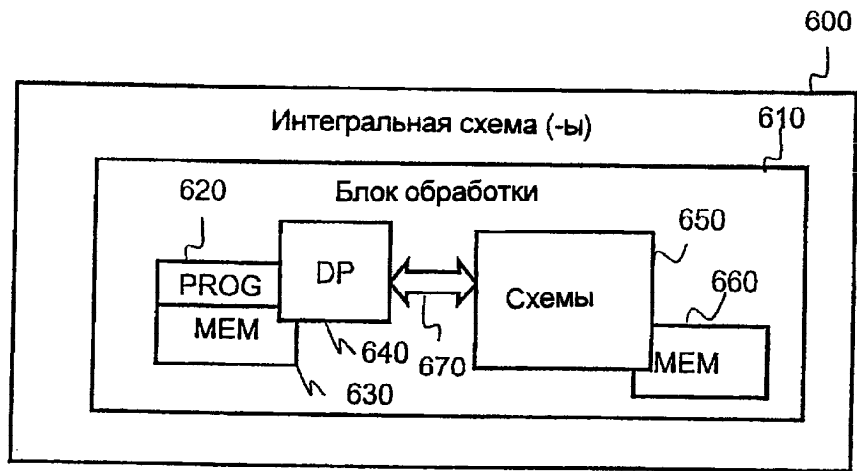 600
Интегральная схема (-ы)
610
Блок обработки
620
650
PROG
DP
Схемы
660
MEM
640
670
MEM
630